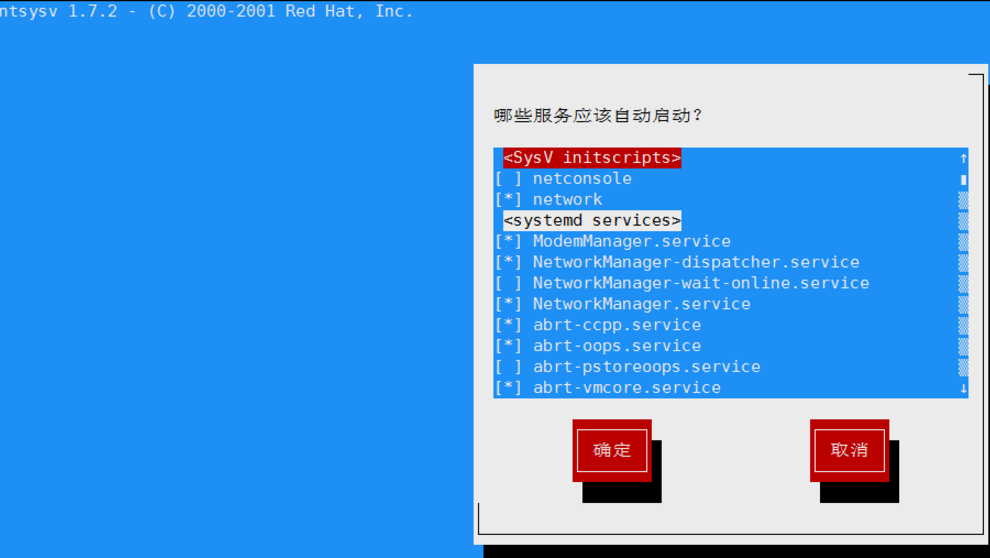 ntsysv 1.7.2 - (C) 2000-2001 Red Hat, Inc.
哪些服务应该自动启动?
<SysV initscripts>
[ ] netconsole
[*] network
<systemd services>
[*] ModemManager.service
[*] NetworkManager-dispatcher.service
[ ] NetworkManager-wait-online.service
[*] NetworkManager.service
[*] abrt-ccpp.service
[*] abrt-oops.service
[ ] abrt-pstoreoops.service
[*] abrt-vmcore.service
确定 取消